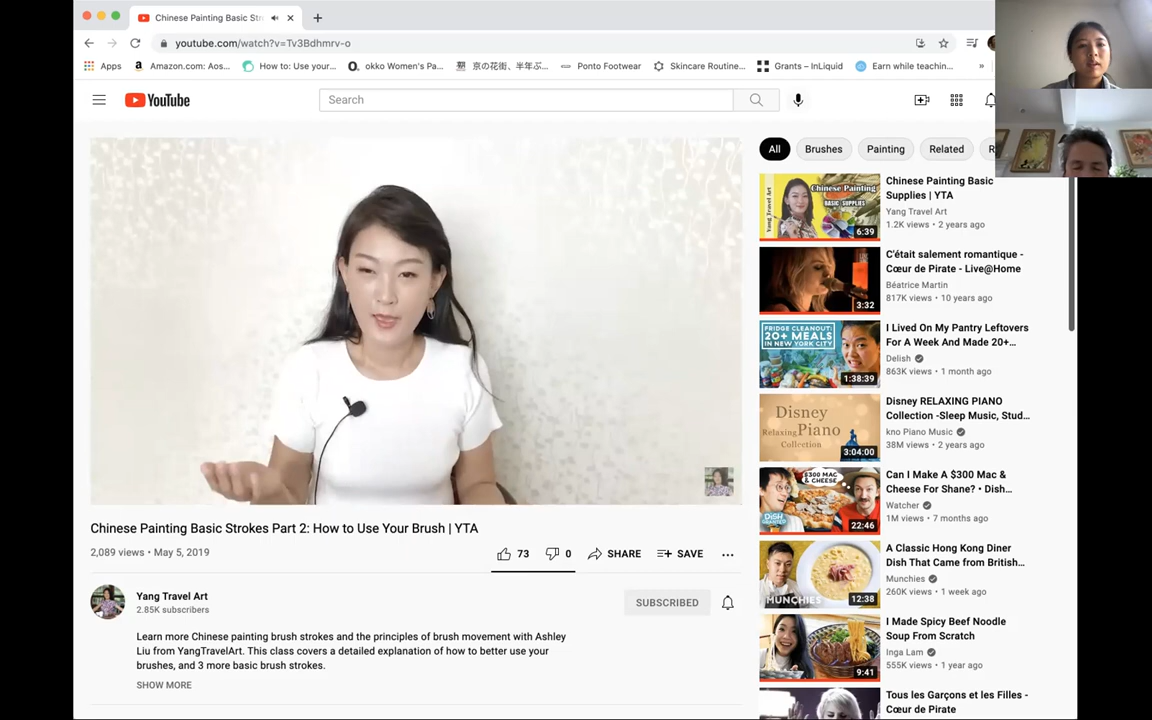 Chinese Painting Basic Str
youtube.com/watch?v=Tv3Bdhmrv-o
Apps
Amazon.com: Aos...
How to: Use your...
okko Women's Pa...
京の花街、半年ぶ...
Ponto Footwear
Skincare Routine...
Grants – InLiquid
Earn while teachin...
»
YouTube
Search
All
Brushes
Painting
Related
Chinese Painting
BASIC SUPPLIES
Yang Travel Art
6:39
Chinese Painting Basic
Supplies | YTA
Yang Travel Art
1.2K views • 2 years ago
3:32
C'était salement romantique -
Cœur de Pirate - Live@Home
Béatrice Martin
817K views • 10 years ago
FRIDGE CLEANOUT:
20+ MEALS
IN NEW YORK CITY
1:38:39
I Lived On My Pantry Leftovers
For A Week And Made 20+...
Delish
863K views • 1 month ago
Disney
Relaxing Piano
Collection
3:04:00
Disney RELAXING PIANO
Collection -Sleep Music, Stud...
kno Piano Music
38M views • 2 years ago
$300 MAC
& CHEESE
DISH
GRANTED
22:46
Can I Make A $300 Mac &
Cheese For Shane? • Dish...
Watcher
1M views • 7 months ago
MUNCHIES
12:38
A Classic Hong Kong Diner
Dish That Came from British...
Munchies
260K views • 1 week ago
9:41
I Made Spicy Beef Noodle
Soup From Scratch
Inga Lam
555K views • 1 year ago
Tous les Garçons et les Filles -
Cœur de Pirate
Chinese Painting Basic Strokes Part 2: How to Use Your Brush | YTA
2,089 views • May 5, 2019
73
0
SHARE
SAVE
Yang Travel Art
2.85K subscribers
SUBSCRIBED
Learn more Chinese painting brush strokes and the principles of brush movement with Ashley
Liu from YangTravelArt. This class covers a detailed explanation of how to better use your
brushes, and 3 more basic brush strokes.
SHOW MORE